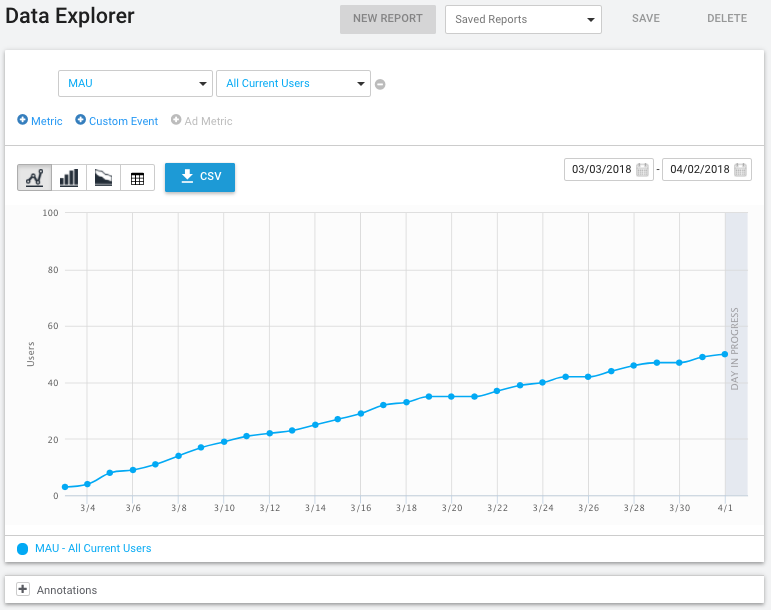 Data Explorer
NEW REPORT
Saved Reports
SAVE
DELETE
MAU
All Current Users
Metric
Custom Event
Ad Metric
CSV
03/03/2018 - 04/02/2018
100
80
60
40
20
0
Users
DAY IN PROGRESS
3/4 3/6 3/8 3/10 3/12 3/14 3/16 3/18 3/20 3/22 3/24 3/26 3/28 3/30 4/1
MAU - All Current Users
Annotations